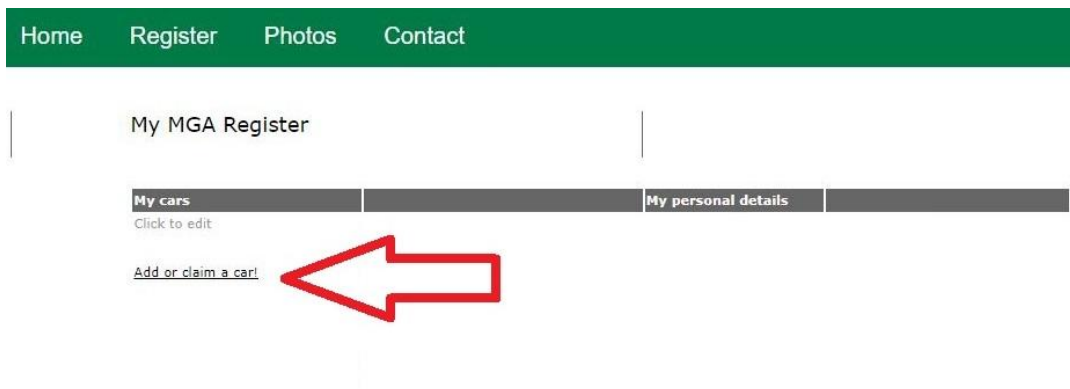 Home Register Photos Contact
My MGA Register
My cars My personal details
Click to edit
Add or claim a car!